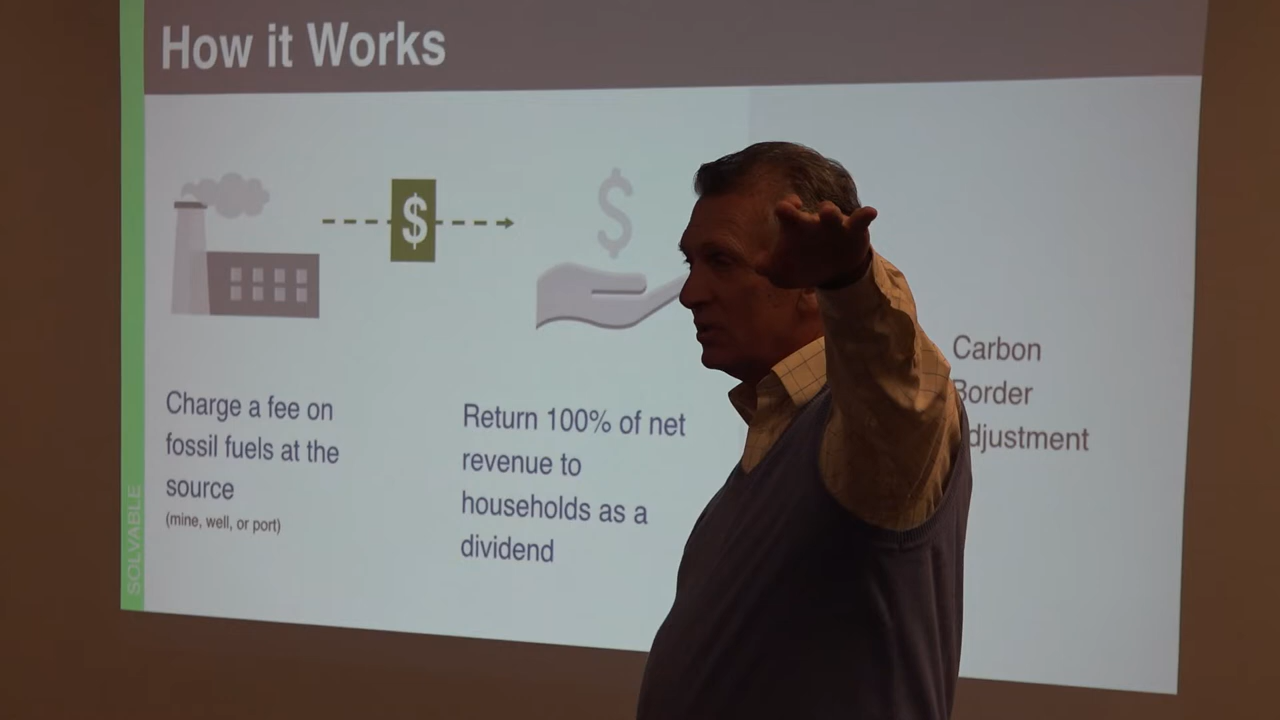 How it Works
$
$
Charge a fee on
fossil fuels at the
source
(mine, well, or port)
Return 100% of net
revenue to
households as a
dividend
Carbon
Border
djustment
SOLVABLE